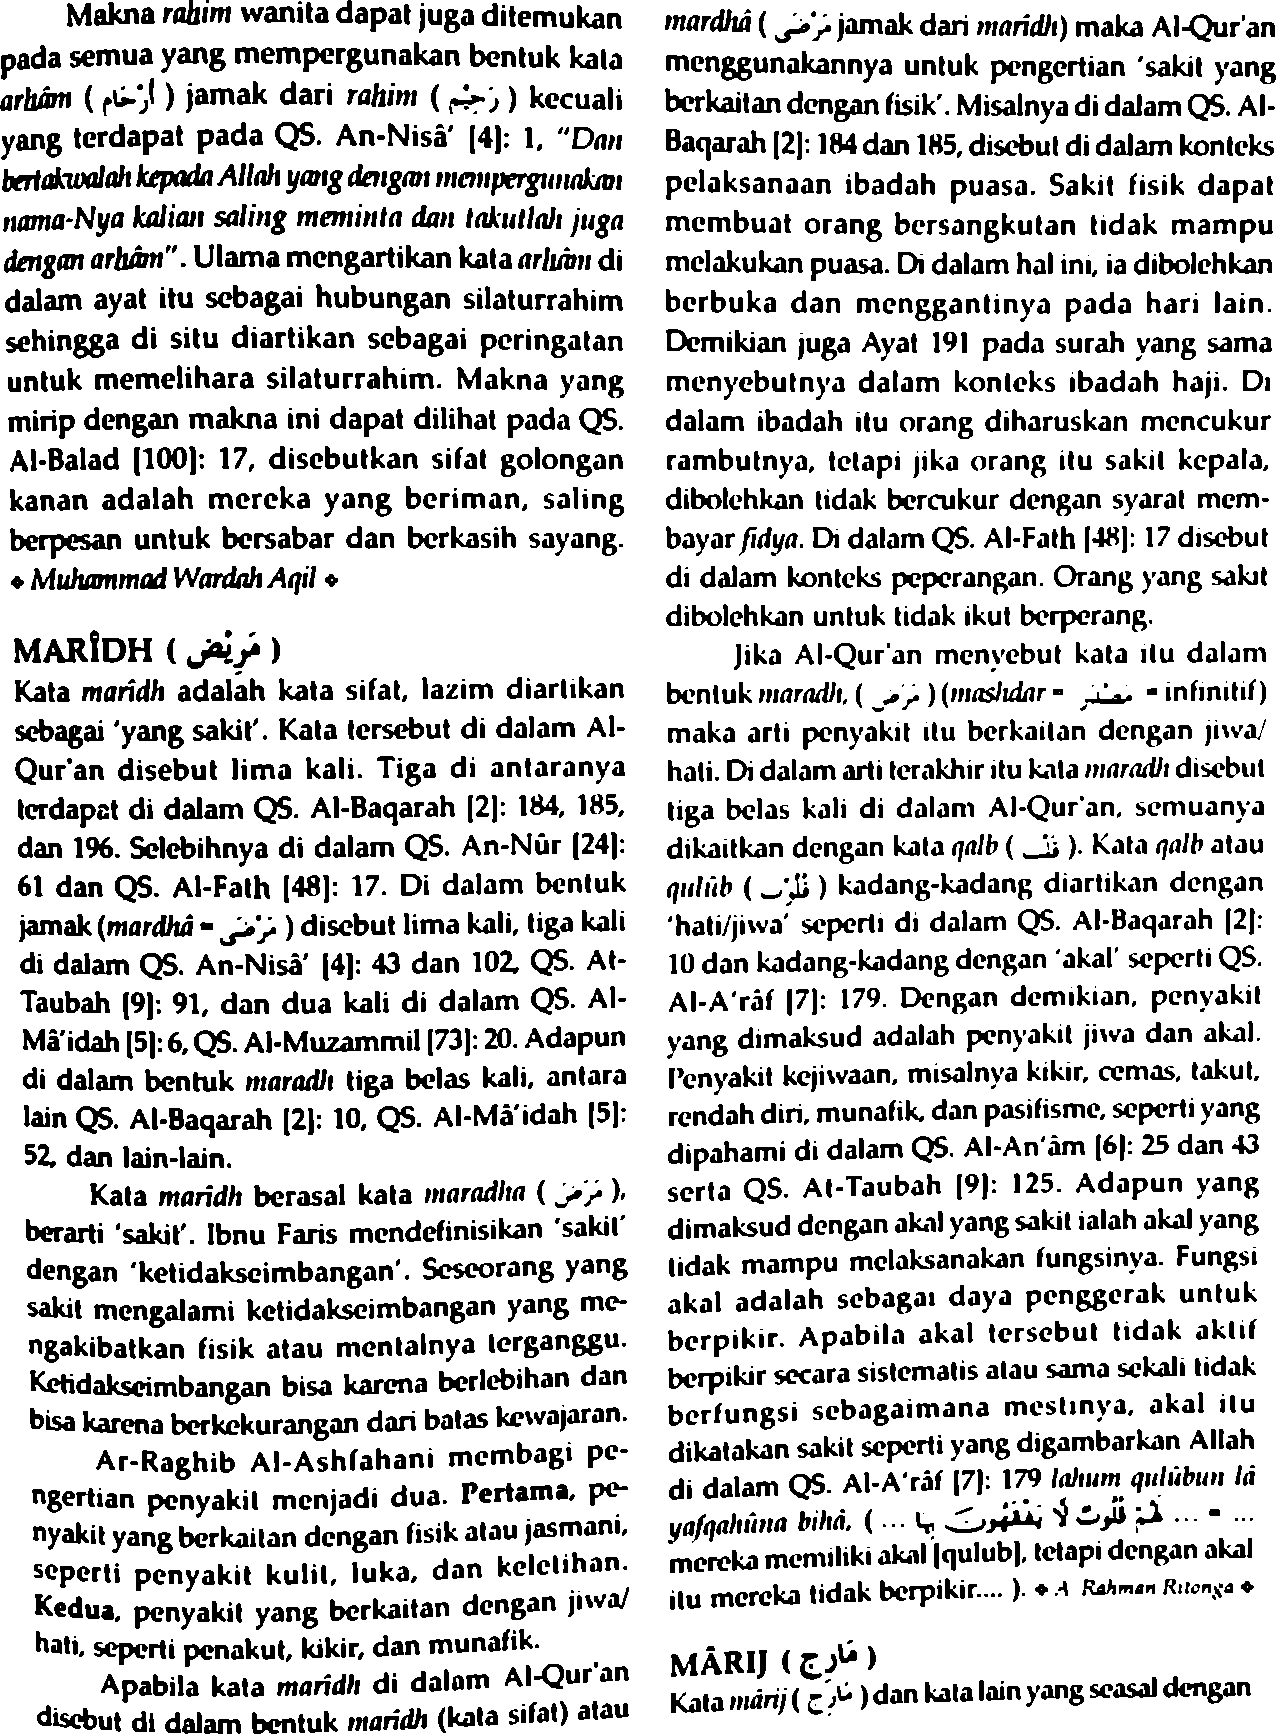 Makna rahim wanita dapat juga ditemukan
pada semua yang mempergunakan bentuk kata
arhâm ( أَرْحَام ) jamak dari rahim ( رَحِم ) kecuali
yang terdapat pada QS. An-Nisâ' [4]: 1, "Dan
bertakwalah kepada Allah yang dengan mempergunakan
nama-Nya kalian saling meminta dan takutlah juga
dengan arhâm". Ulama mengartikan kata arhâm di
dalam ayat itu sebagai hubungan silaturrahim
sehingga di situ diartikan sebagai peringatan
untuk memelihara silaturrahim. Makna yang
mirip dengan makna ini dapat dilihat pada QS.
Al-Balad [100]: 17, disebutkan sifat golongan
kanan adalah mereka yang beriman, saling
berpesan untuk bersabar dan berkasih sayang.
◆ Muhammad Wardah Aqil ◆
MARÎDH ( مَرِيْض )
Kata marîdh adalah kata sifat, lazim diartikan
sebagai 'yang sakit'. Kata tersebut di dalam Al-
Qur'an disebut lima kali. Tiga di antaranya
terdapat di dalam QS. Al-Baqarah [2]: 184, 185,
dan 196. Selebihnya di dalam QS. An-Nûr [24]:
61 dan QS. Al-Fath [48]: 17. Di dalam bentuk
jamak (mardhâ = مَرْضَى ) disebut lima kali, tiga kali
di dalam QS. An-Nisâ' [4]: 43 dan 102, QS. At-
Taubah [9]: 91, dan dua kali di dalam QS. Al-
Mâ'idah [5]: 6, QS. Al-Muzammil [73]: 20. Adapun
di dalam bentuk maradh tiga belas kali, antara
lain QS. Al-Baqarah [2]: 10, QS. Al-Mâ'idah [5]:
52, dan lain-lain.
Kata marîdh berasal kata maradha ( مَرَضَ ),
berarti 'sakit'. Ibnu Faris mendefinisikan 'sakit'
dengan 'ketidakseimbangan'. Seseorang yang
sakit mengalami ketidakseimbangan yang me-
ngakibatkan fisik atau mentalnya terganggu.
Ketidakseimbangan bisa karena berlebihan dan
bisa karena berkekurangan dari batas kewajaran.
Ar-Raghib Al-Ashfahani membagi pe-
ngertian penyakit menjadi dua. Pertama, pe-
nyakit yang berkaitan dengan fisik atau jasmani,
seperti penyakit kulit, luka, dan keletihan.
Kedua, penyakit yang berkaitan dengan jiwa/
hati, seperti penakut, kikir, dan munafik.
Apabila kata marîdh di dalam Al-Qur'an
disebut di dalam bentuk marîdh (kata sifat) atau
mardhâ ( مَرْضَى jamak dari marîdh) maka Al-Qur'an
menggunakannya untuk pengertian 'sakit yang
berkaitan dengan fisik'. Misalnya di dalam QS. Al-
Baqarah [2]: 184 dan 185, disebut di dalam konteks
pelaksanaan ibadah puasa. Sakit fisik dapat
membuat orang bersangkutan tidak mampu
melakukan puasa. Di dalam hal ini, ia dibolehkan
berbuka dan menggantinya pada hari lain.
Demikian juga Ayat 191 pada surah yang sama
menyebutnya dalam konteks ibadah haji. Di
dalam ibadah itu orang diharuskan mencukur
rambutnya, tetapi jika orang itu sakit kepala,
dibolehkan tidak bercukur dengan syarat mem-
bayar fidya. Di dalam QS. Al-Fath [48]: 17 disebut
di dalam konteks peperangan. Orang yang sakit
dibolehkan untuk tidak ikut berperang.
Jika Al-Qur'an menyebut kata itu dalam
bentuk maradh, ( مَرَض ) (mashdar = مَصْدَر = infinitif)
maka arti penyakit itu berkaitan dengan jiwa/
hati. Di dalam arti terakhir itu kata maradh disebut
tiga belas kali di dalam Al-Qur'an, semuanya
dikaitkan dengan kata qalb ( قَلْب ). Kata qalb atau
qulûb ( قُلُوْب ) kadang-kadang diartikan dengan
'hati/jiwa' seperti di dalam QS. Al-Baqarah [2]:
10 dan kadang-kadang dengan 'akal' seperti QS.
Al-A'râf [7]: 179. Dengan demikian, penyakit
yang dimaksud adalah penyakit jiwa dan akal.
Penyakit kejiwaan, misalnya kikir, cemas, takut,
rendah diri, munafik, dan pasifisme, seperti yang
dipahami di dalam QS. Al-An'âm [6]: 25 dan 43
serta QS. At-Taubah [9]: 125. Adapun yang
dimaksud dengan akal yang sakit ialah akal yang
tidak mampu melaksanakan fungsinya. Fungsi
akal adalah sebagai daya penggerak untuk
berpikir. Apabila akal tersebut tidak aktif
berpikir secara sistematis atau sama sekali tidak
berfungsi sebagaimana mestinya, akal itu
dikatakan sakit seperti yang digambarkan Allah
di dalam QS. Al-A'râf [7]: 179 lahum qulûbun lâ
yafqahûna bihâ, ( ... لَهُمْ قُلُوبٌ لَا يَفْقَهُونَ بِهَا ... = ...
mereka memiliki akal [qulub], tetapi dengan akal
itu mereka tidak berpikir.... ). ◆ A Rahman Ritonga ◆
MÂRIJ ( مَارِج )
Kata mârij ( مَارِج ) dan kata lain yang seasal dengan